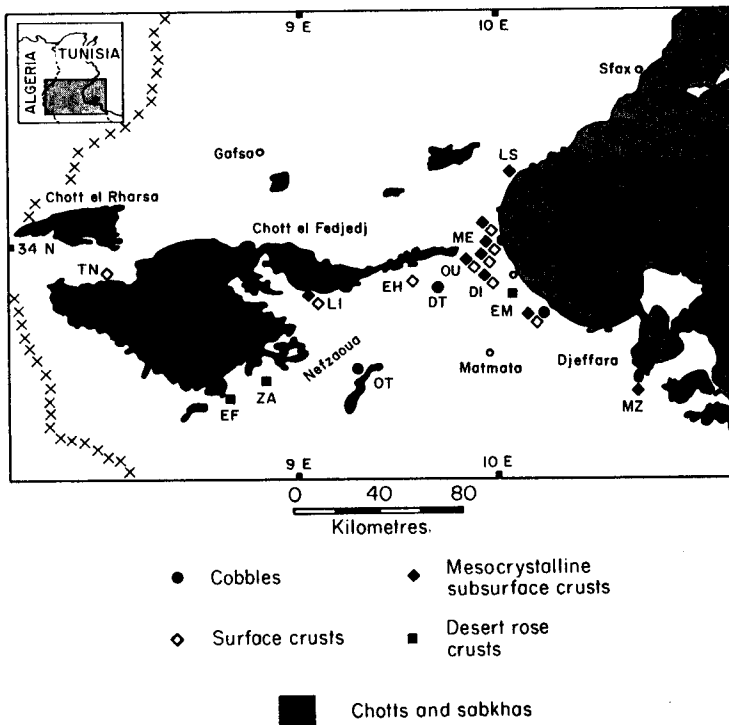 9 E
10 E
ALGERIA
TUNISIA
Sfax
Gafsa
LS
Chott el Rharsa
Chott el Fedjedj
ME
34 N
TN
OU
EH
DI
LI
DT
EM
Nefzaoua
Matmata
Djeffara
OT
ZA
EF
MZ
9 E
10 E
0 40 80
Kilometres.
Cobbles
Mesocrystalline
subsurface crusts
Surface crusts
Desert rose
crusts
Chotts and sabkhas